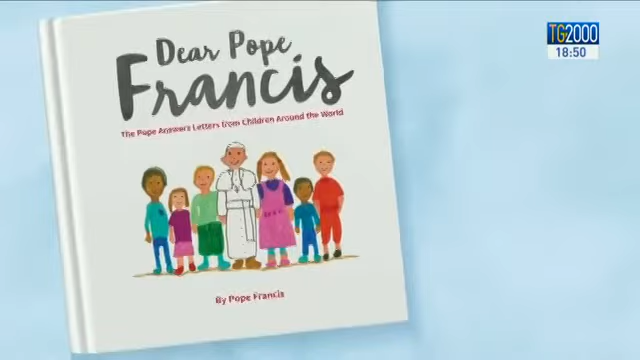 Dear Pope
Francis
The Pope Answers Letters from Children Around the World
By Pope Francis
TG2000
18:50